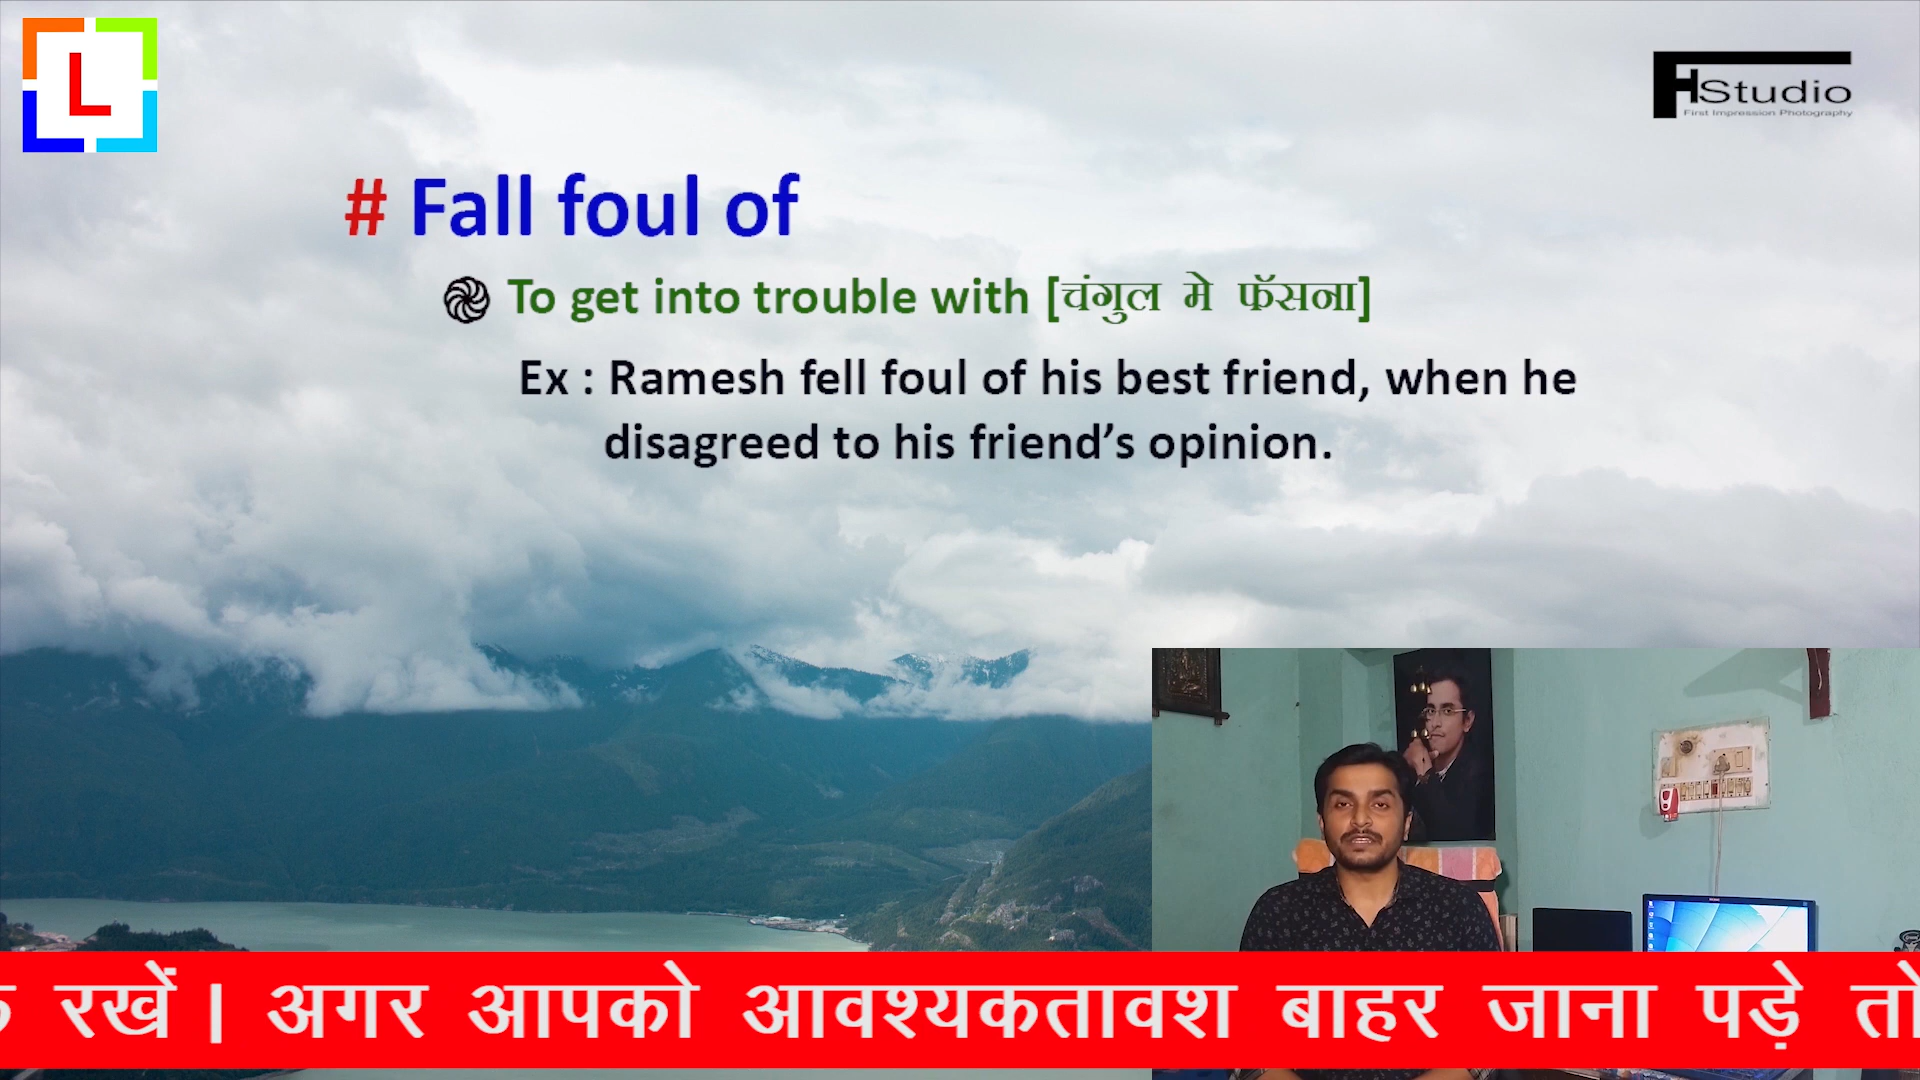 L
HStudio
First Impression Photography
# Fall foul of
To get into trouble with [चंगुल मे फॅसना]
Ex : Ramesh fell foul of his best friend, when he
disagreed to his friend’s opinion.
रखें। अगर आपको आवश्यकतावश बाहर जाना पड़े तो